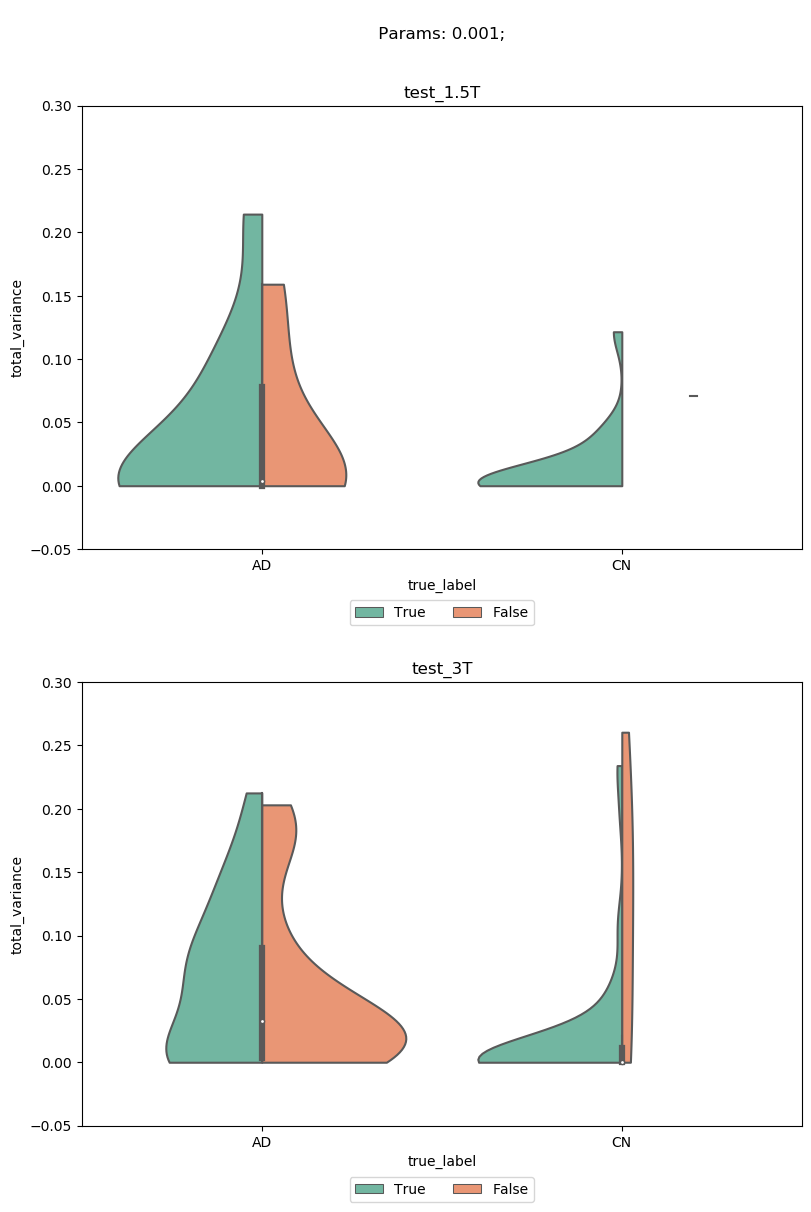 Params: 0.001;
test_1.5T
0.30
0.25
0.20
0.15
0.10
0.05
0.00
−0.05
total_variance
AD CN
true_label
True False
test_3T
0.30
0.25
0.20
0.15
0.10
0.05
0.00
−0.05
total_variance
AD CN
true_label
True False